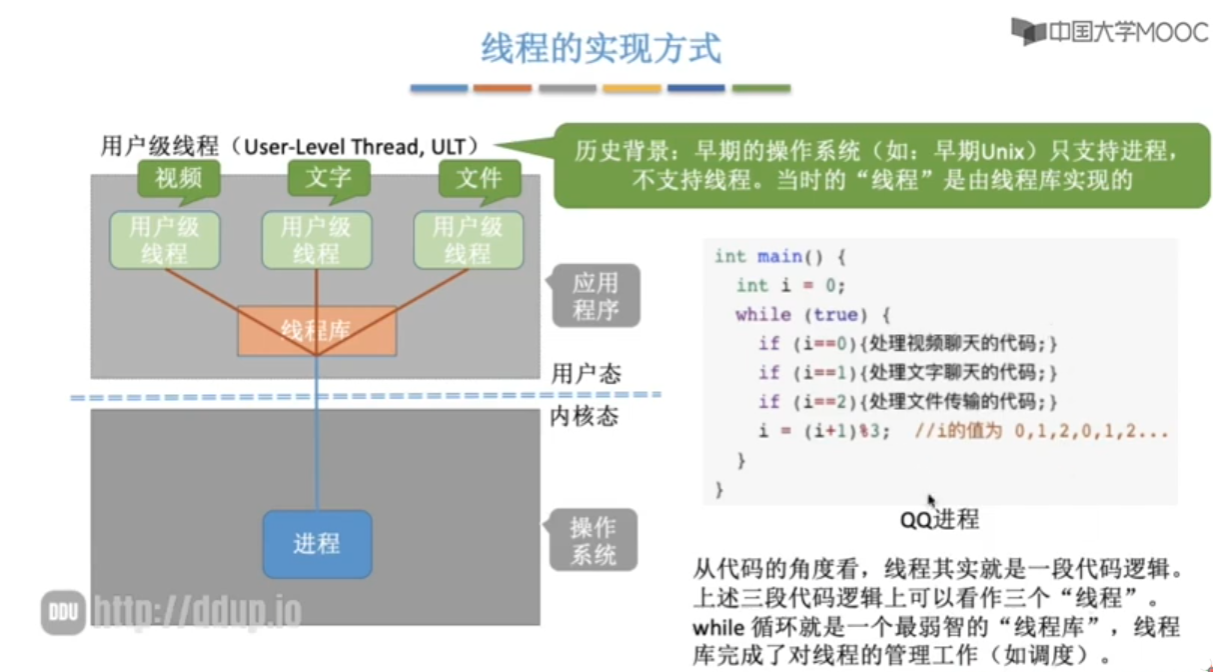 中国大学MOOC
线程的实现方式
用户级线程（User-Level Thread, ULT）
历史背景：早期的操作系统（如：早期Unix）只支持进程，
不支持线程。当时的“线程”是由线程库实现的
视频
文字
文件
用户级
线程
用户级
线程
用户级
线程
线程库
应用
程序
用户态
内核态
进程
操作
系统
int main() {
int i = 0;
while (true) {
if (i==0){处理视频聊天的代码;}
if (i==1){处理文字聊天的代码;}
if (i==2){处理文件传输的代码;}
i = (i+1)%3; //i的值为 0,1,2,0,1,2...
}
}
QQ进程
从代码的角度看，线程其实就是一段代码逻辑。
上述三段代码逻辑上可以看作三个“线程”。
while 循环就是一个最弱智的“线程库”，线程
库完成了对线程的管理工作（如调度）。
DDU http://ddup.io